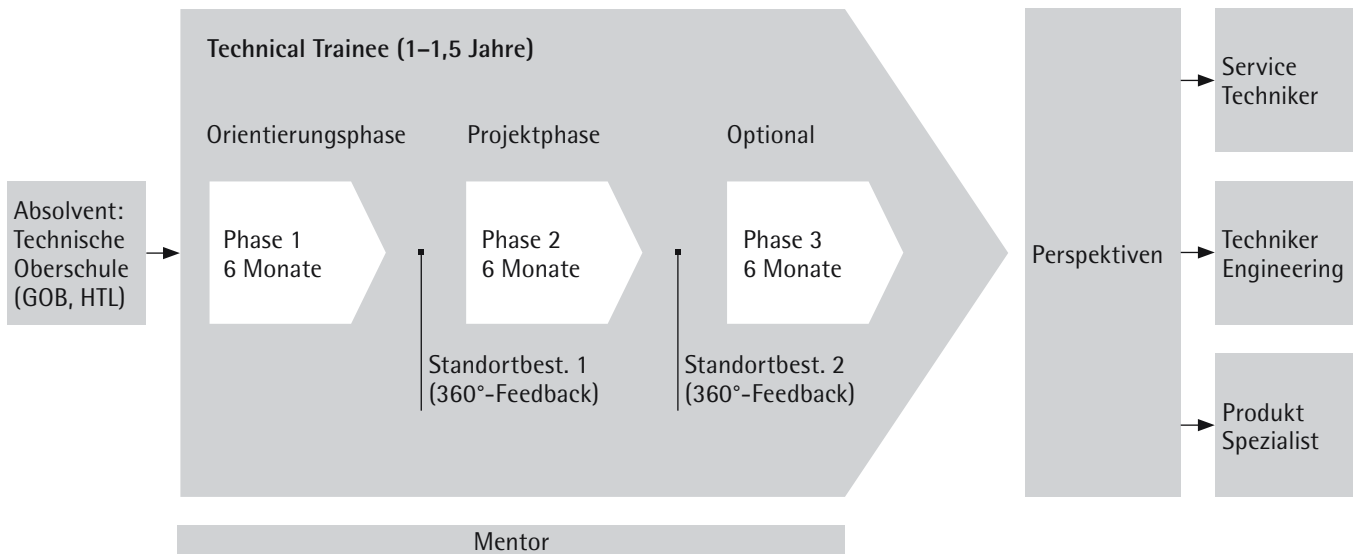 Technical Trainee (1–1,5 Jahre)
Orientierungsphase
Projektphase
Optional
Absolvent:
Technische
Oberschule
(GOB, HTL)
Phase 1
6 Monate
Phase 2
6 Monate
Phase 3
6 Monate
Standortbest. 1
(360°-Feedback)
Standortbest. 2
(360°-Feedback)
Perspektiven
Service
Techniker
Techniker
Engineering
Produkt
Spezialist
Mentor